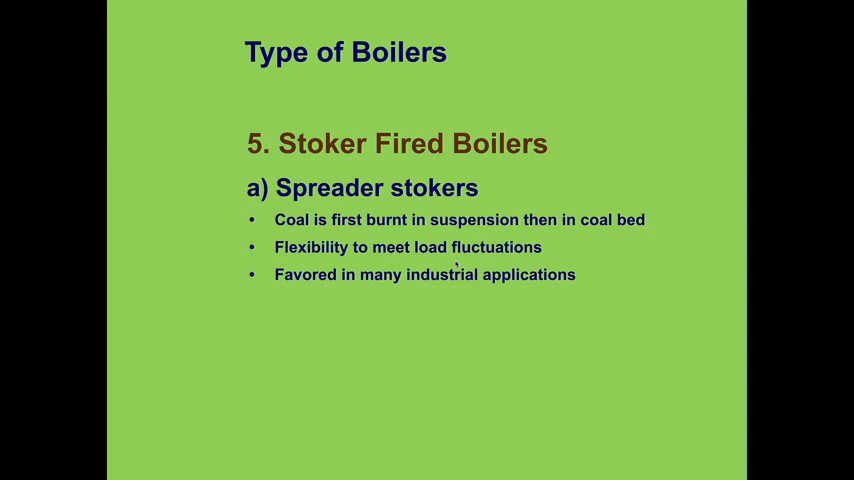 Type of Boilers
5. Stoker Fired Boilers
a) Spreader stokers
• Coal is first burnt in suspension then in coal bed
• Flexibility to meet load fluctuations
• Favored in many industrial applications